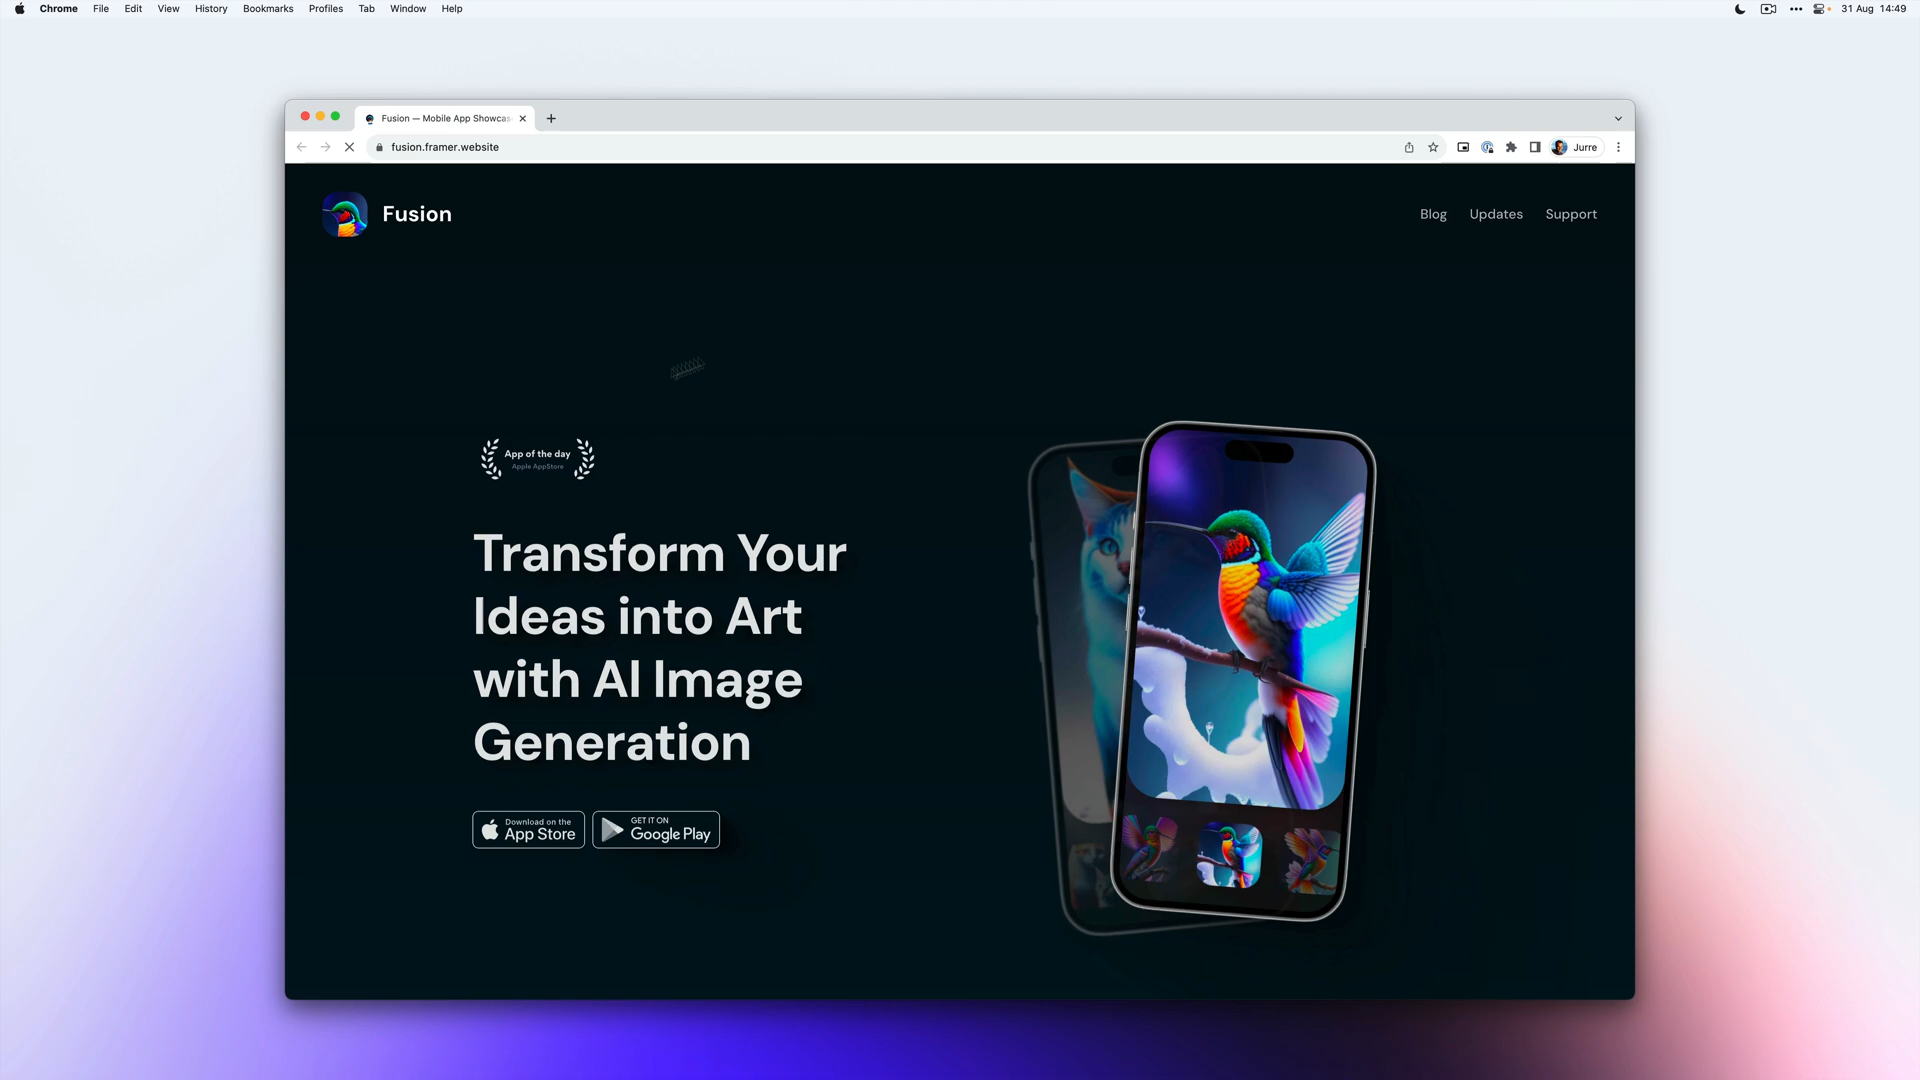 Chrome File Edit View History Bookmarks Profiles Tab Window Help 31 Aug 14:49
Fusion — Mobile App Showcas
fusion.framer.website Jurre
Fusion Blog Updates Support
App of the day
Apple AppStore
Transform Your
Ideas into Art
with AI Image
Generation
Download on the
App Store
GET IT ON
Google Play